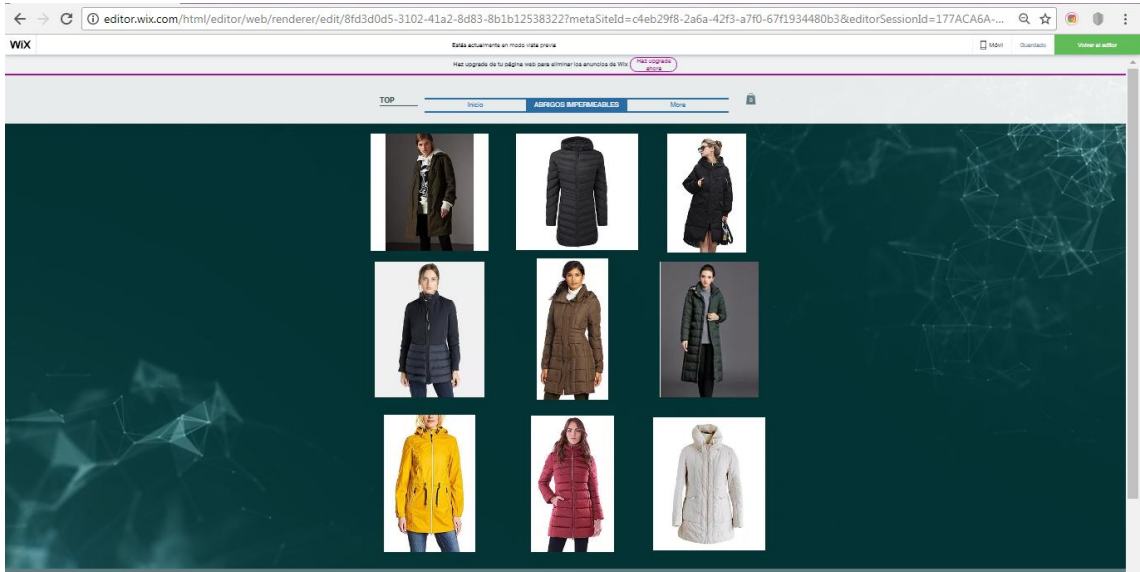 editor.wix.com/html/editor/web/renderer/edit/8fd3d0d5-3102-41a2-8d83-8b1b12538322?metaSiteId=c4eb29f8-2a6a-42f3-a7f0-67f1934480b3&editorSessionId=177ACA6A-...
WiX
Estás actualmente en modo vista previa
Móvil
Guardado
Volver al editor
Haz upgrade de tu página web para eliminar los anuncios de Wix
Haz upgrade
ahora
TOP
Inicio
ABRIGOS IMPERMEABLES
More
0